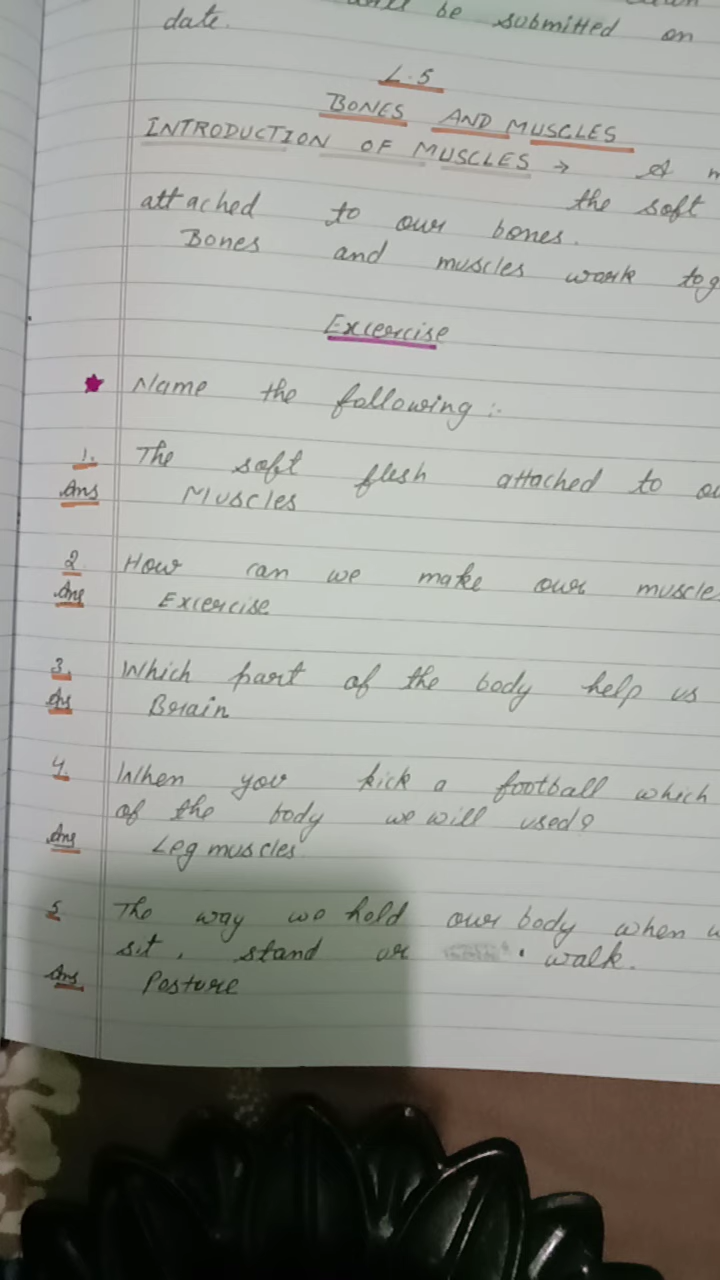 be submitted on
date.
L.5
BONES AND MUSCLES
INTRODUCTION OF MUSCLES → A
the soft
attached to our bones.
Bones and muscles work tog
Excercise
★ Name the following :-
1. The soft flesh attached to ou
Ans Muscles
2 How can we make our muscle
Ans Excercise
3. Which part of the body help us
Ans Brain
4. When you kick a football which
of the body we will used?
Ans Leg muscles
5 The way we hold our body when
sit, stand or walk.
Ans Posture